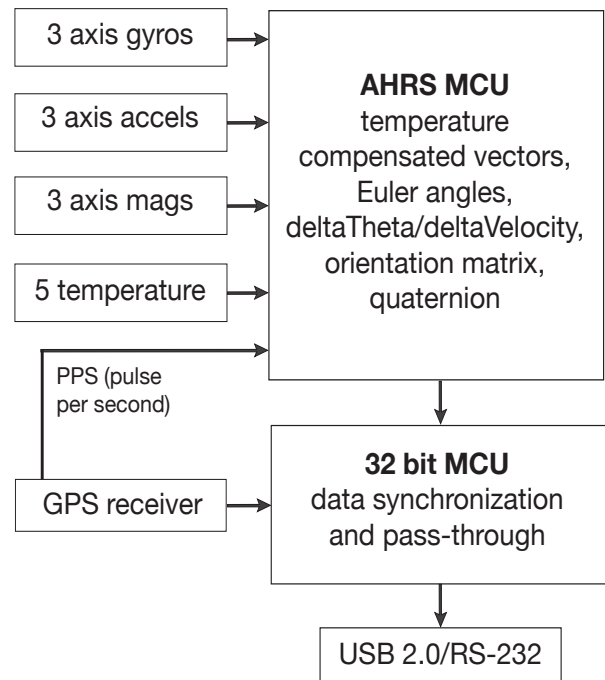 3 axis gyros
3 axis accels
3 axis mags
5 temperature
AHRS MCU
temperature
compensated vectors,
Euler angles,
deltaTheta/deltaVelocity,
orientation matrix,
quaternion
PPS (pulse
per second)
GPS receiver
32 bit MCU
data synchronization
and pass-through
USB 2.0/RS-232